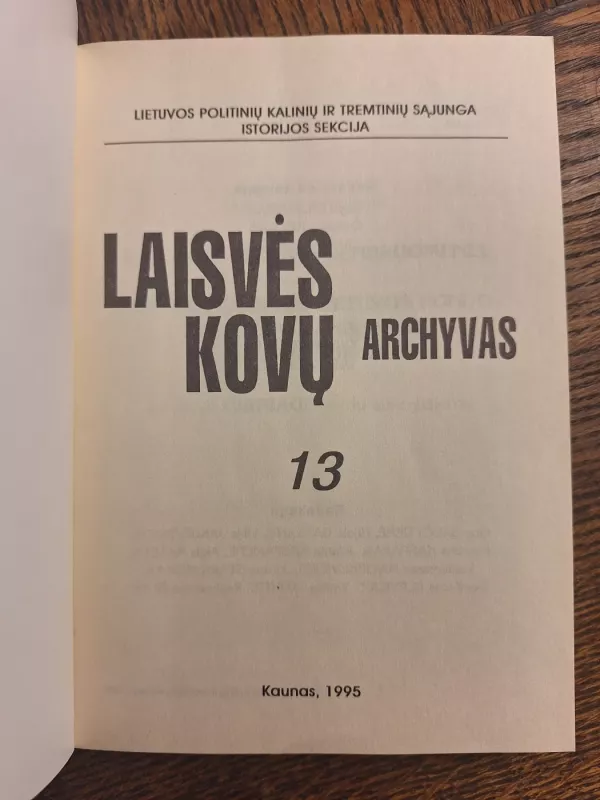 LIETUVOS POLITINIŲ KALINIŲ IR TREMTINIŲ SĄJUNGA
ISTORIJOS SEKCIJA
LAISVĖS
KOVŲ ARCHYVAS
13
Kaunas, 1995